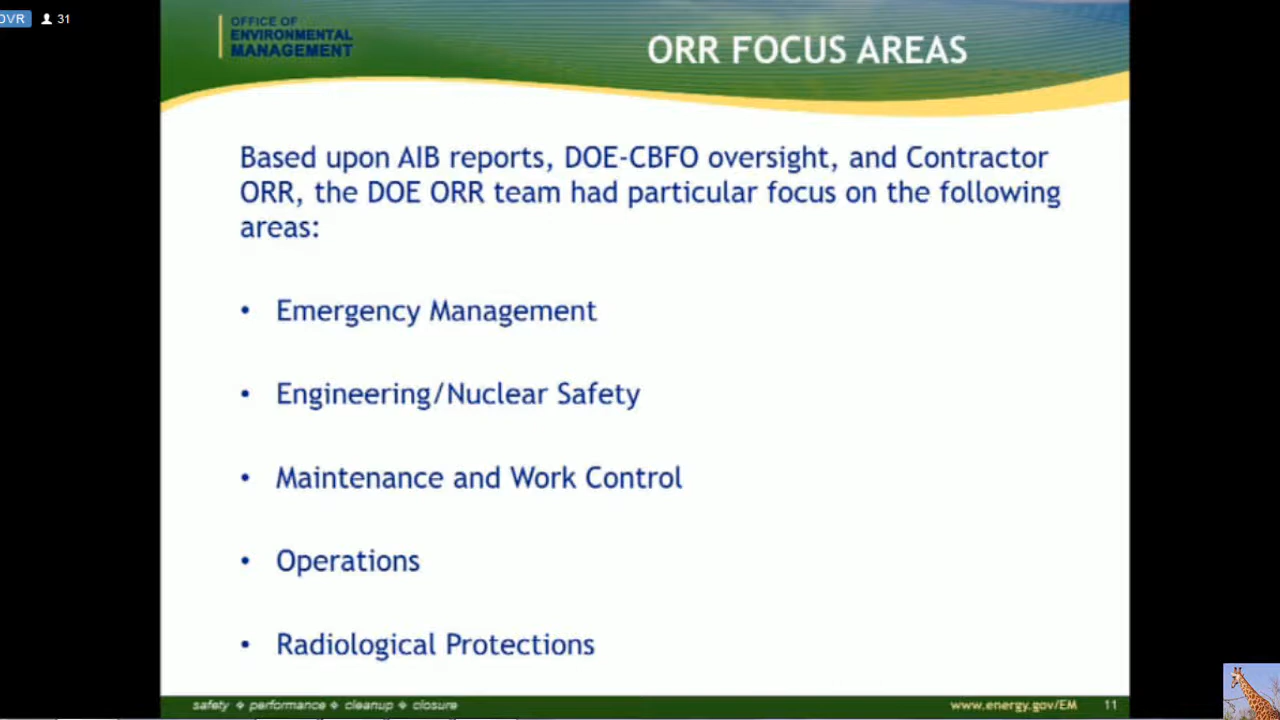 DVR 31
OFFICE OF
ENVIRONMENTAL
MANAGEMENT
ORR FOCUS AREAS
Based upon AIB reports, DOE-CBFO oversight, and Contractor
ORR, the DOE ORR team had particular focus on the following
areas:
• Emergency Management
• Engineering/Nuclear Safety
• Maintenance and Work Control
• Operations
• Radiological Protections
safety ❖ performance ❖ cleanup ❖ closure
www.energy.gov/EM 11